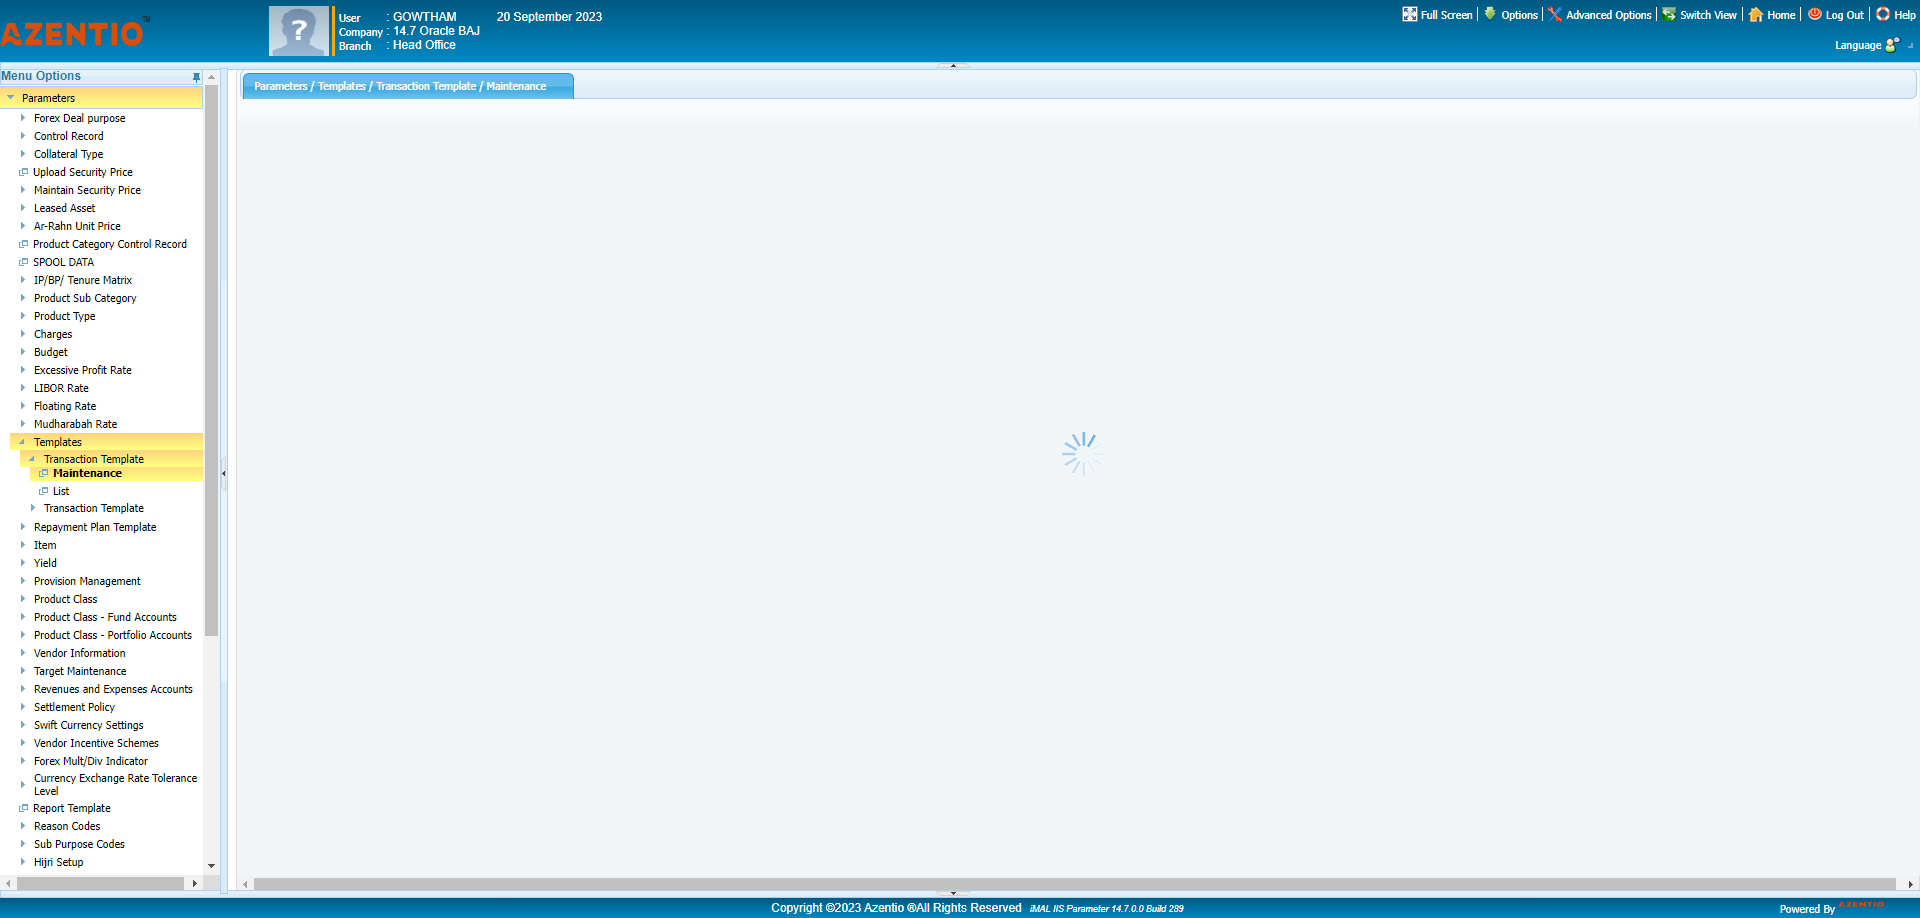 AZENTIO TM
User : GOWTHAM 20 September 2023
Company : 14.7 Oracle BAJ
Branch : Head Office
Full Screen Options Advanced Options Switch View Home Log Out Help
Language
Menu Options
Parameters / Templates / Transaction Template / Maintenance
Parameters
Forex Deal purpose
Control Record
Collateral Type
Upload Security Price
Maintain Security Price
Leased Asset
Ar-Rahn Unit Price
Product Category Control Record
SPOOL DATA
IP/BP/ Tenure Matrix
Product Sub Category
Product Type
Charges
Budget
Excessive Profit Rate
LIBOR Rate
Floating Rate
Mudharabah Rate
Templates
Transaction Template
Maintenance
List
Transaction Template
Repayment Plan Template
Item
Yield
Provision Management
Product Class
Product Class - Fund Accounts
Product Class - Portfolio Accounts
Vendor Information
Target Maintenance
Revenues and Expenses Accounts
Settlement Policy
Swift Currency Settings
Vendor Incentive Schemes
Forex Mult/Div Indicator
Currency Exchange Rate Tolerance
Level
Report Template
Reason Codes
Sub Purpose Codes
Hijri Setup
Copyright ©2023 Azentio ®All Rights Reserved iMAL IIS Parameter 14.7.0.0 Build 289
Powered By AZENTIO